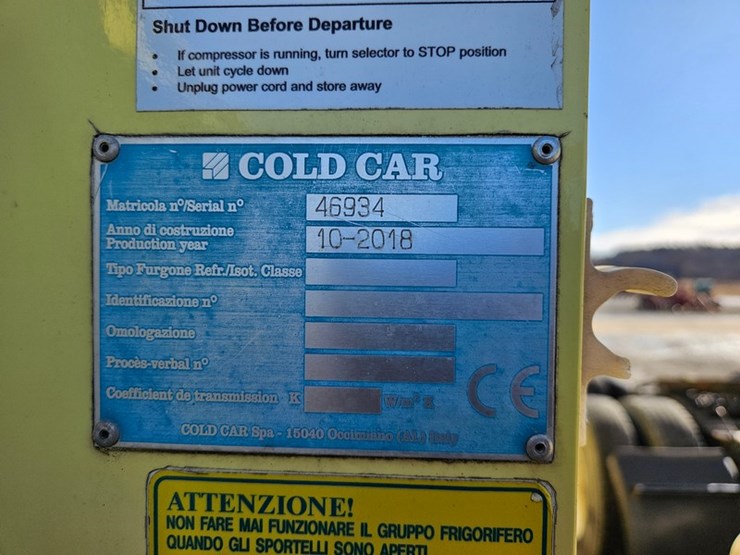 Shut Down Before Departure
• If compressor is running, turn selector to STOP position
• Let unit cycle down
• Unplug power cord and store away
COLD CAR
Matricola n°/Serial n° 46934
Anno di costruzione
Production year 10-2018
Tipo Furgone Refr./Isot. Classe
Identificazione n°
Omologazione
Procès-verbal n°
Coefficient de transmission K W/m² K
CE
COLD CAR Spa - 15040 Occimiano (AL) Italy
ATTENZIONE!
NON FARE MAI FUNZIONARE IL GRUPPO FRIGORIFERO
QUANDO GLI SPORTELLI SONO APERTI